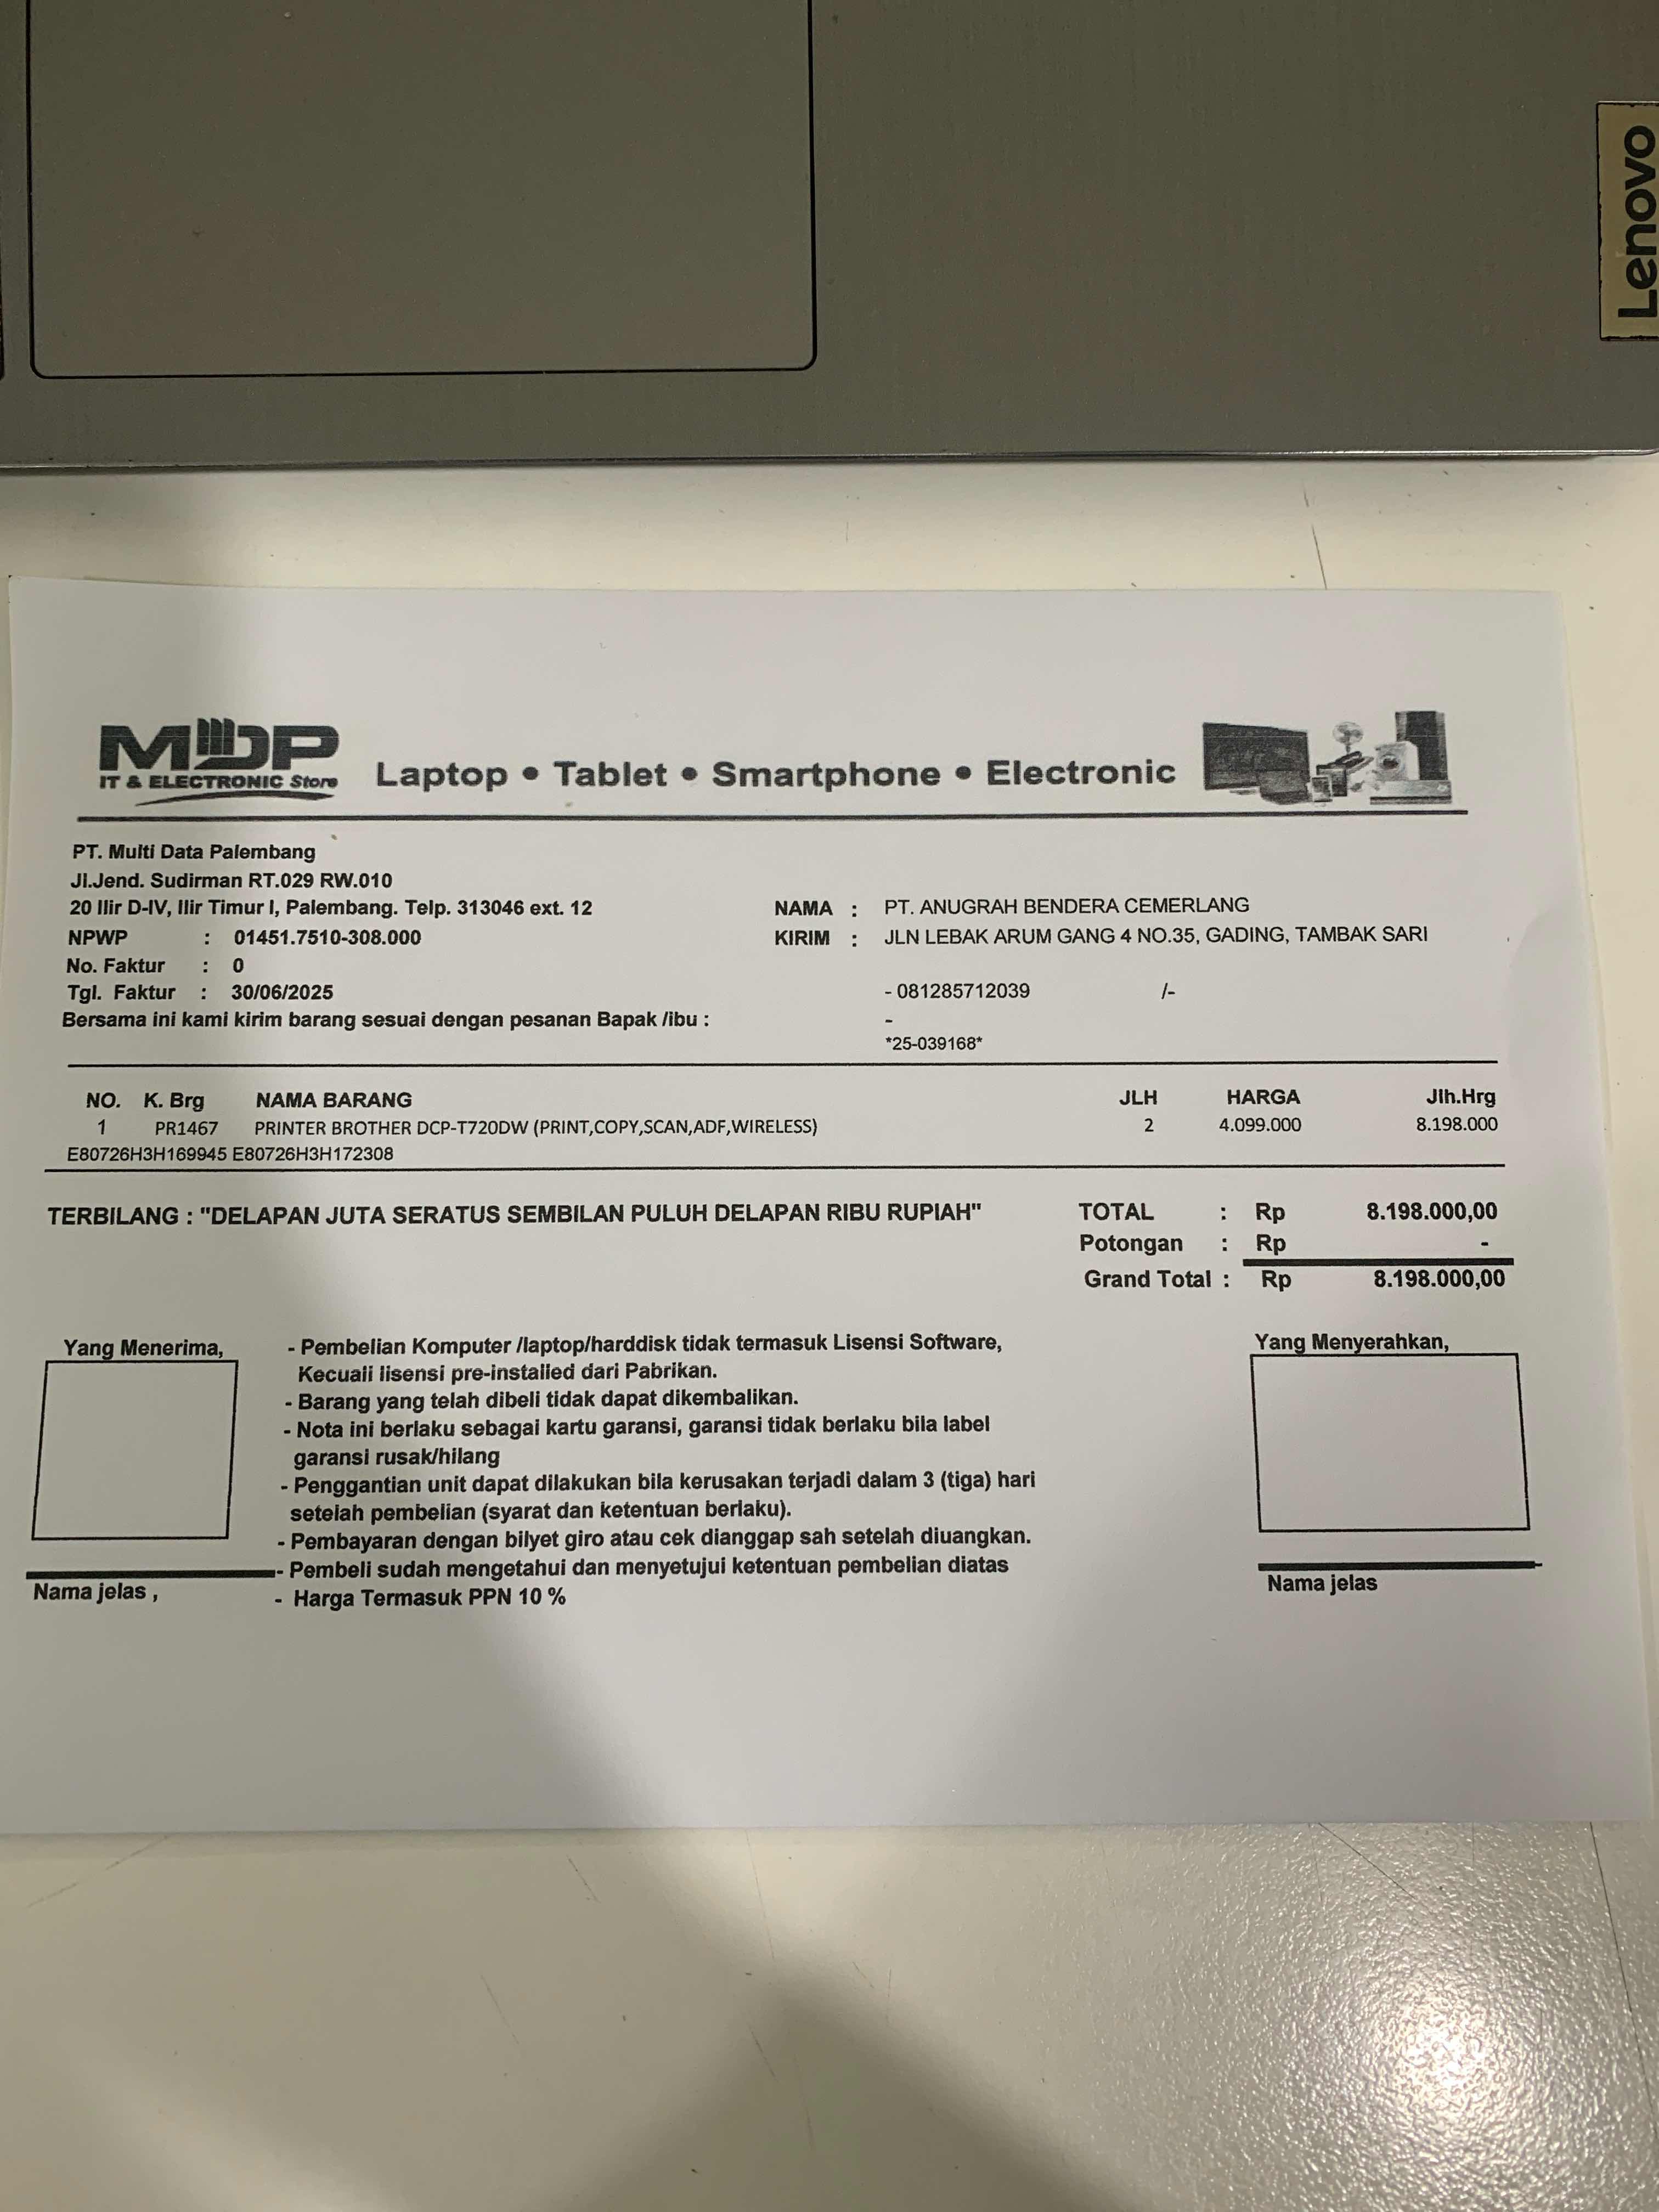 Lenovo
MDP
IT & ELECTRONIC Store
Laptop • Tablet • Smartphone • Electronic
PT. Multi Data Palembang
Jl.Jend. Sudirman RT.029 RW.010
20 Ilir D-IV, Ilir Timur I, Palembang. Telp. 313046 ext. 12
NPWP : 01451.7510-308.000
No. Faktur : 0
Tgl. Faktur : 30/06/2025
Bersama ini kami kirim barang sesuai dengan pesanan Bapak /ibu :
NAMA : PT. ANUGRAH BENDERA CEMERLANG
KIRIM : JLN LEBAK ARUM GANG 4 NO.35, GADING, TAMBAK SARI
- 081285712039 /-
-
*25-039168*
NO. K. Brg NAMA BARANG JLH HARGA Jlh.Hrg
1 PR1467 PRINTER BROTHER DCP-T720DW (PRINT,COPY,SCAN,ADF,WIRELESS) 2 4.099.000 8.198.000
E80726H3H169945 E80726H3H172308
TERBILANG : "DELAPAN JUTA SERATUS SEMBILAN PULUH DELAPAN RIBU RUPIAH"
TOTAL : Rp 8.198.000,00
Potongan : Rp -
Grand Total : Rp 8.198.000,00
Yang Menerima,
Nama jelas ,
- Pembelian Komputer /laptop/harddisk tidak termasuk Lisensi Software,
Kecuali lisensi pre-installed dari Pabrikan.
- Barang yang telah dibeli tidak dapat dikembalikan.
- Nota ini berlaku sebagai kartu garansi, garansi tidak berlaku bila label
garansi rusak/hilang
- Penggantian unit dapat dilakukan bila kerusakan terjadi dalam 3 (tiga) hari
setelah pembelian (syarat dan ketentuan berlaku).
- Pembayaran dengan bilyet giro atau cek dianggap sah setelah diuangkan.
- Pembeli sudah mengetahui dan menyetujui ketentuan pembelian diatas
- Harga Termasuk PPN 10 %
Yang Menyerahkan,
Nama jelas